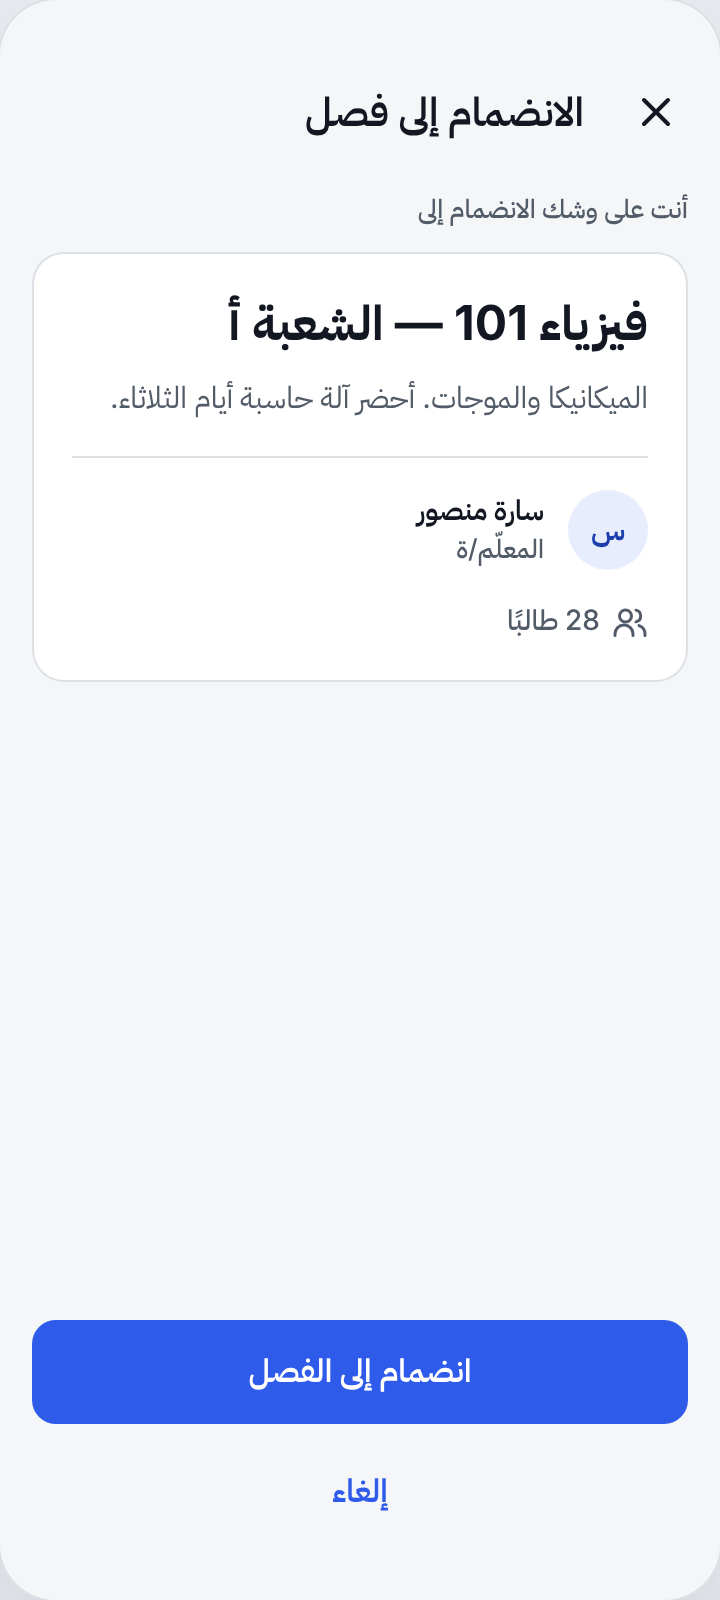 الانضمام إلى فصل
أنت على وشك الانضمام إلى
فيزياء 101 — الشعبة أ
الميكانيكا والموجات. أحضر آلة حاسبة أيام الثلاثاء.
س
سارة منصور
المعلّم/ة
28 طالبًا
انضمام إلى الفصل
إلغاء